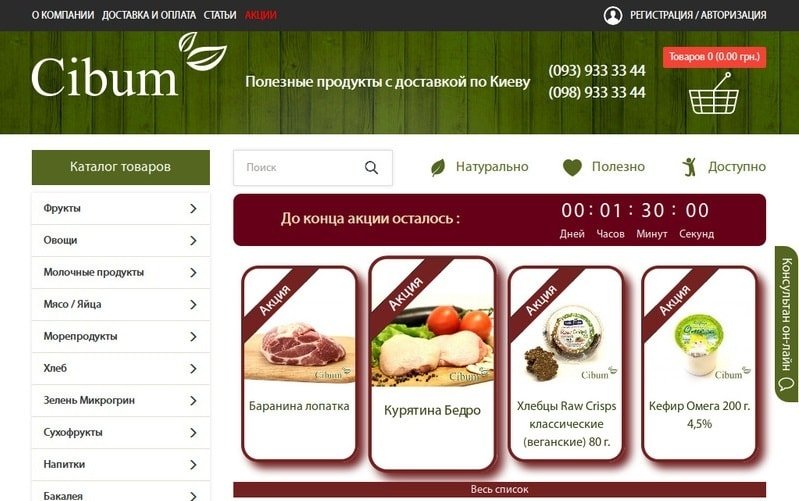 О КОМПАНИИ ДОСТАВКА И ОПЛАТА СТАТЬИ АКЦИИ
РЕГИСТРАЦИЯ / АВТОРИЗАЦИЯ
Cibum
Полезные продукты с доставкой по Киеву
(093) 933 33 44
(098) 933 33 44
Товаров 0 (0.00 грн.)
Каталог товаров
Поиск
Натурально
Полезно
Доступно
Фрукты
Овощи
Молочные продукты
Мясо / Яйца
Морепродукты
Хлеб
Зелень Микрогрин
Сухофрукты
Напитки
Бакалея
До конца акции осталось :
00 : 01 : 30 : 00
Дней Часов Минут Секунд
Акция
Cibum
Баранина лопатка
Акция
Cibum
Курятина Бедро
Акция
Raw Crisps
Cibum
Хлебцы Raw Crisps
классические
(веганские) 80 г.
Акция
Cibum
Кефир Омега 200 г.
4,5%
Весь список
Консультан он-лайн